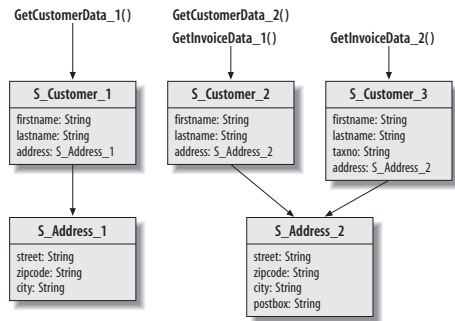 GetCustomerData_1()
GetCustomerData_2()
GetInvoiceData_1()
GetInvoiceData_2()
S_Customer_1
firstname: String
lastname: String
address: S_Address_1
S_Customer_2
firstname: String
lastname: String
address: S_Address_2
S_Customer_3
firstname: String
lastname: String
taxno: String
address: S_Address_2
S_Address_1
street: String
zipcode: String
city: String
S_Address_2
street: String
zipcode: String
city: String
postbox: String